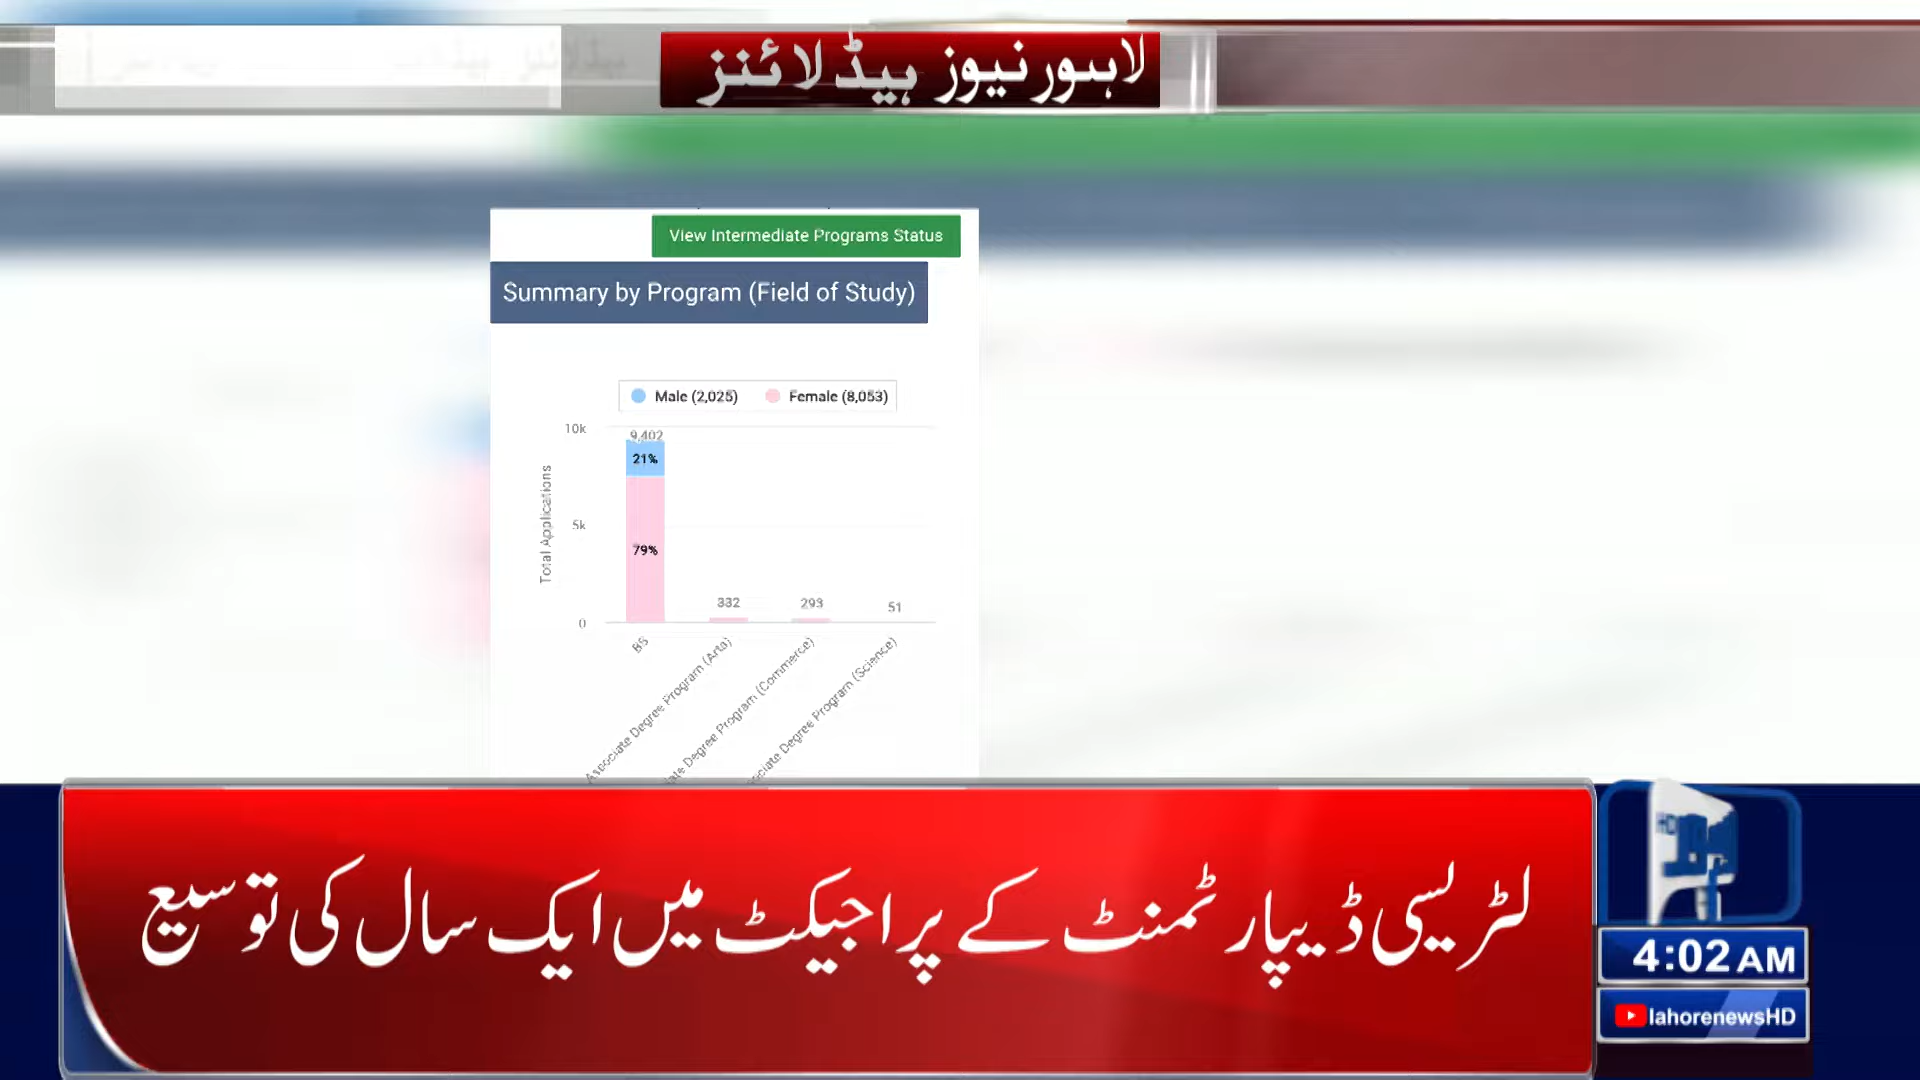 لاہور نیوز ہیڈ لائنز
View Intermediate Programs Status
Summary by Program (Field of Study)
Male (2,025) Female (8,053)
Total Applications
10k
5k
0
9,402
21%
79%
332
293
51
BS
Associate Degree Program (Arts)
Degree Program (Commerce)
Degree Program (Science)
لٹریسی ڈیپارٹمنٹ کے پراجیکٹ میں ایک سال کی توسیع
HD
4:02 AM
lahorenewsHD